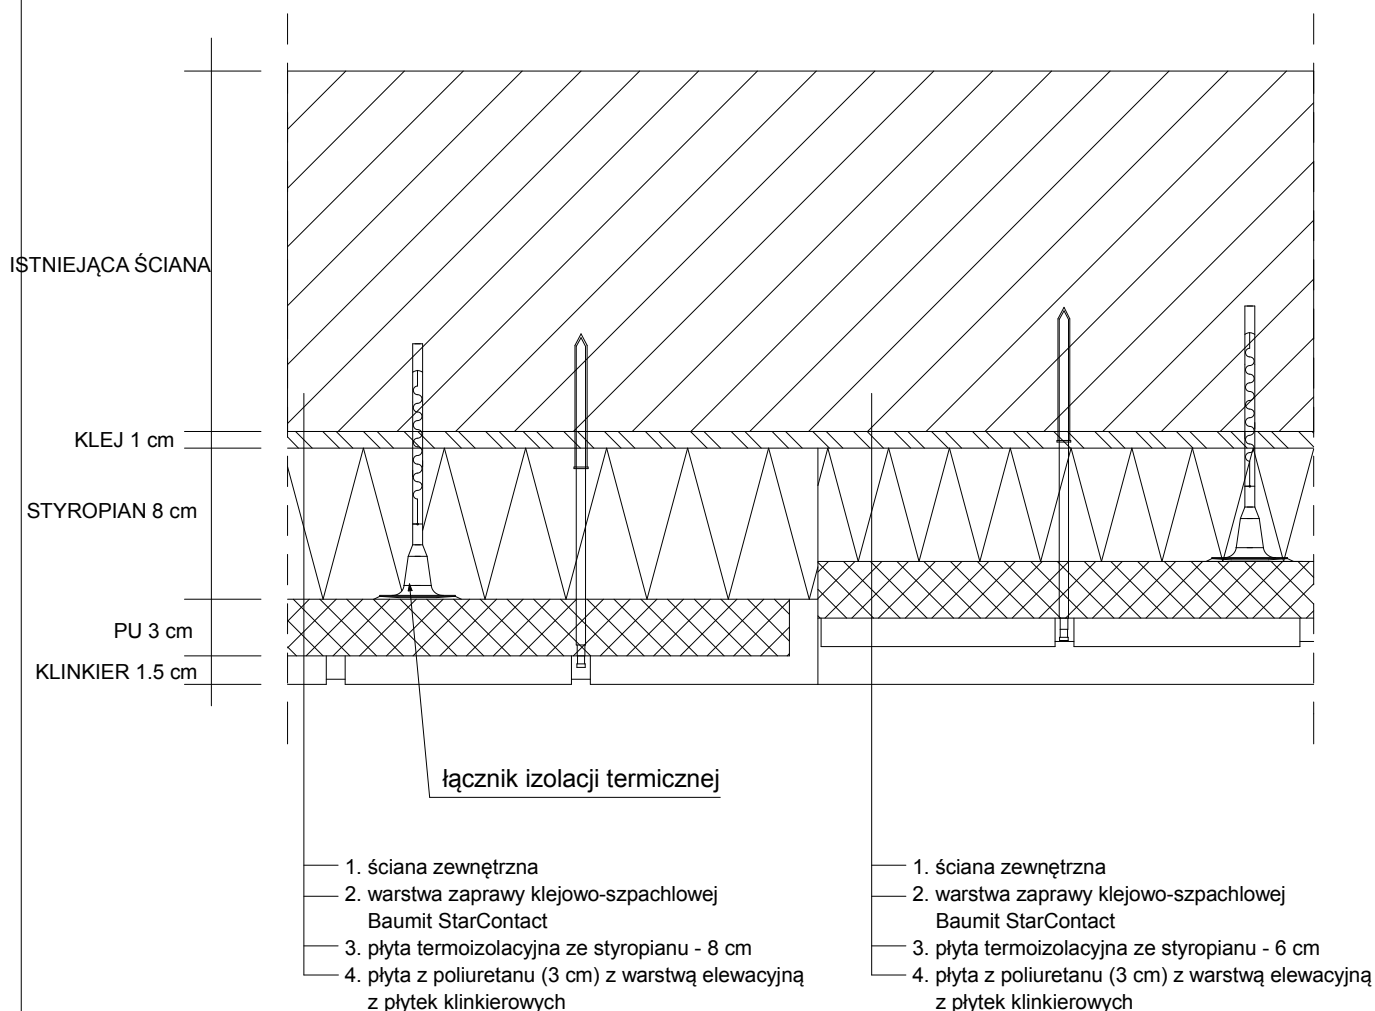 ISTNIEJĄCA ŚCIANA
KLEJ 1 cm
STYROPIAN 8 cm
PU 3 cm
KLINKIER 1.5 cm
łącznik izolacji termicznej
1. ściana zewnętrzna
2. warstwa zaprawy klejowo-szpachlowej
Baumit StarContact
3. płyta termoizolacyjna ze styropianu - 8 cm
4. płyta z poliuretanu (3 cm) z warstwą elewacyjną
z płytek klinkierowych
1. ściana zewnętrzna
2. warstwa zaprawy klejowo-szpachlowej
Baumit StarContact
3. płyta termoizolacyjna ze styropianu - 6 cm
4. płyta z poliuretanu (3 cm) z warstwą elewacyjną
z płytek klinkierowych